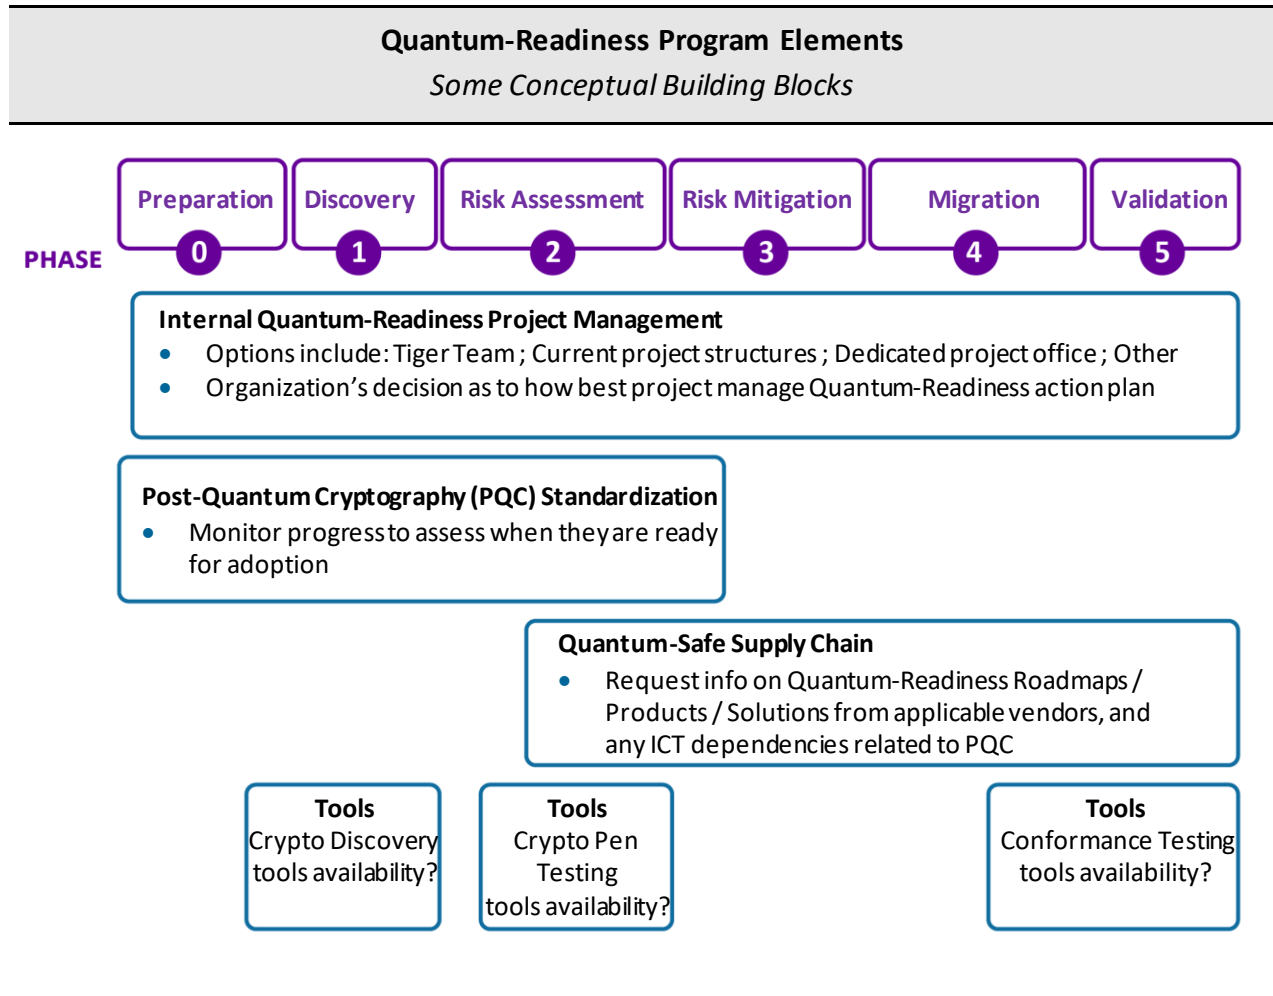 Quantum-Readiness Program Elements
Some Conceptual Building Blocks
Preparation Discovery Risk Assessment Risk Mitigation Migration Validation
PHASE 0 1 2 3 4 5
Internal Quantum-Readiness Project Management
• Options include: Tiger Team ; Current project structures ; Dedicated project office ; Other
• Organization's decision as to how best project manage Quantum-Readiness action plan
Post-Quantum Cryptography (PQC) Standardization
• Monitor progress to assess when they are ready
for adoption
Quantum-Safe Supply Chain
• Request info on Quantum-Readiness Roadmaps /
Products / Solutions from applicable vendors, and
any ICT dependencies related to PQC
Tools
Crypto Discovery
tools availability?
Tools
Crypto Pen
Testing
tools availability?
Tools
Conformance Testing
tools availability?